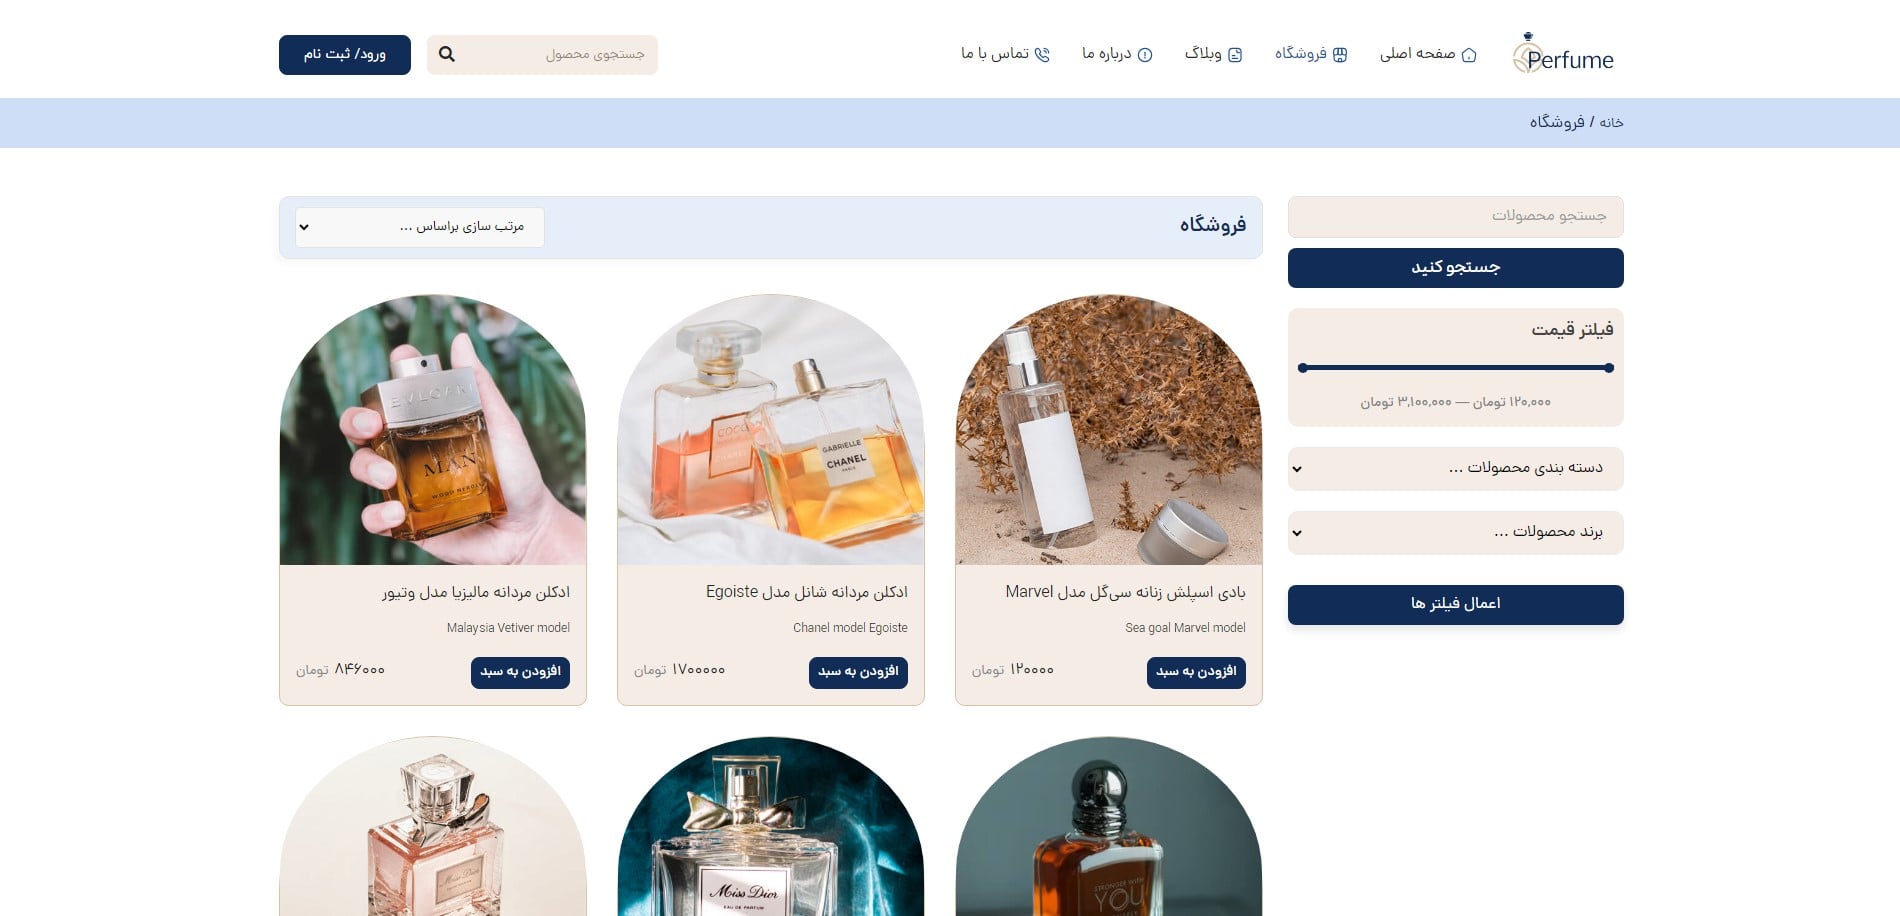 Perfume
صفحه اصلی
فروشگاه
وبلاگ
درباره ما
تماس با ما
جستجوی محصول
ورود/ ثبت نام
خانه / فروشگاه
جستجو محصولات
جستجو کنید
فیلتر قیمت
۱۲۰,۰۰۰ تومان — ۳,۱۰۰,۰۰۰ تومان
دسته بندی محصولات ...
برند محصولات ...
اعمال فیلتر ها
فروشگاه
مرتب سازی براساس ...
بادی اسپلش زنانه سی‌گل مدل Marvel
Sea goal Marvel model
افزودن به سبد
۱۲۰۰۰۰ تومان
COCO
CHANEL
GABRIELLE
CHANEL
PARIS
ادکلن مردانه شانل مدل Egoiste
Chanel model Egoiste
افزودن به سبد
۱۷۰۰۰۰۰ تومان
BVLGARI
MAN
WOOD NEROLI
ادکلن مردانه مالیزیا مدل وتیور
Malaysia Vetiver model
افزودن به سبد
۸۴۶۰۰۰ تومان
STRONGER WITH
YOU
Miss Dior
EAU DE PARFUM
Miss Dior